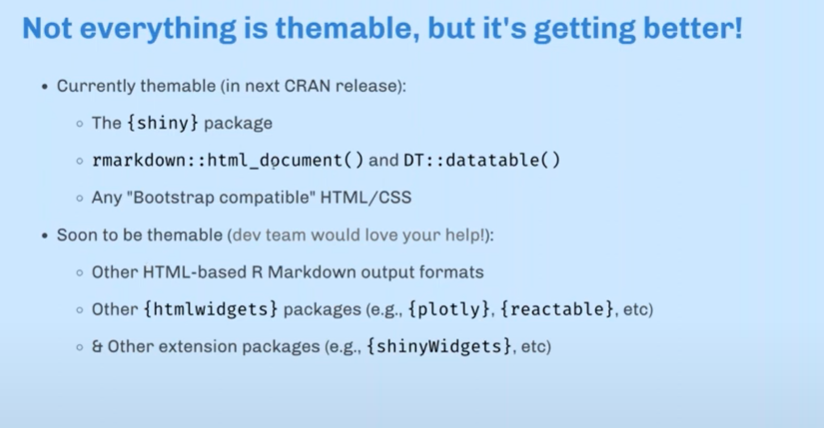 Not everything is themable, but it's getting better!
• Currently themable (in next CRAN release):
◦ The {shiny} package
◦ rmarkdown::html_document() and DT::datatable()
◦ Any "Bootstrap compatible" HTML/CSS
• Soon to be themable (dev team would love your help!):
◦ Other HTML-based R Markdown output formats
◦ Other {htmlwidgets} packages (e.g., {plotly}, {reactable}, etc)
◦ & Other extension packages (e.g., {shinyWidgets}, etc)